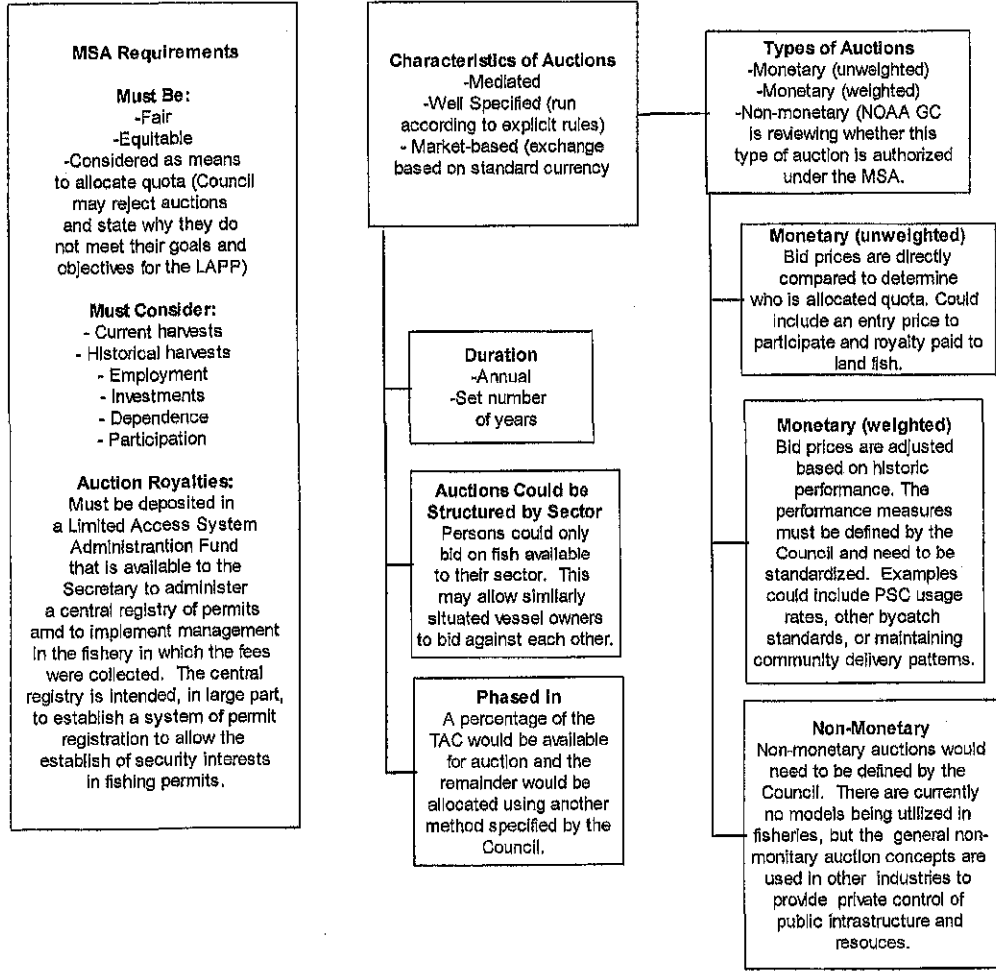 MSA Requirements
Must Be:
-Fair
-Equitable
-Considered as means
to allocate quota (Council
may reject auctions
and state why they do
not meet their goals and
objectives for the LAPP)
Must Consider:
- Current harvests
- Historical harvests
- Employment
- Investments
- Dependence
- Participation
Auction Royalties:
Must be deposited in
a Limited Access System
Administrantion Fund
that is available to the
Secretary to administer
a central registry of permits
amd to implement management
in the fishery in which the fees
were collected. The central
registry is intended, in large part,
to establish a system of permit
registration to allow the
establish of security interests
in fishing permits.
Characteristics of Auctions
-Mediated
-Well Specified (run
according to explicit rules)
- Market-based (exchange
based on standard currency
Duration
-Annual
-Set number
of years
Auctions Could be
Structured by Sector
Persons could only
bid on fish available
to their sector. This
may allow similarly
situated vessel owners
to bid against each other.
Phased In
A percentage of the
TAC would be available
for auction and the
remainder would be
allocated using another
method specified by the
Council.
Types of Auctions
-Monetary (unweighted)
-Monetary (weighted)
-Non-monetary (NOAA GC
is reviewing whether this
type of auction is authorized
under the MSA.
Monetary (unweighted)
Bid prices are directly
compared to determine
who is allocated quota. Could
include an entry price to
participate and royalty paid to
land fish.
Monetary (weighted)
Bid prices are adjusted
based on historic
performance. The
performance measures
must be defined by the
Council and need to be
standardized. Examples
could include PSC usage
rates, other bycatch
standards, or maintaining
community delivery patterns.
Non-Monetary
Non-monetary auctions would
need to be defined by the
Council. There are currently
no models being utilized in
fisheries, but the general non-
monitary auction concepts are
used in other industries to
provide private control of
public intrastructure and
resouces.